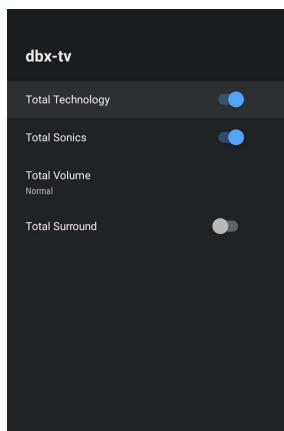 dbx-tv
Total Technology
Total Sonics
Total Volume
Normal
Total Surround